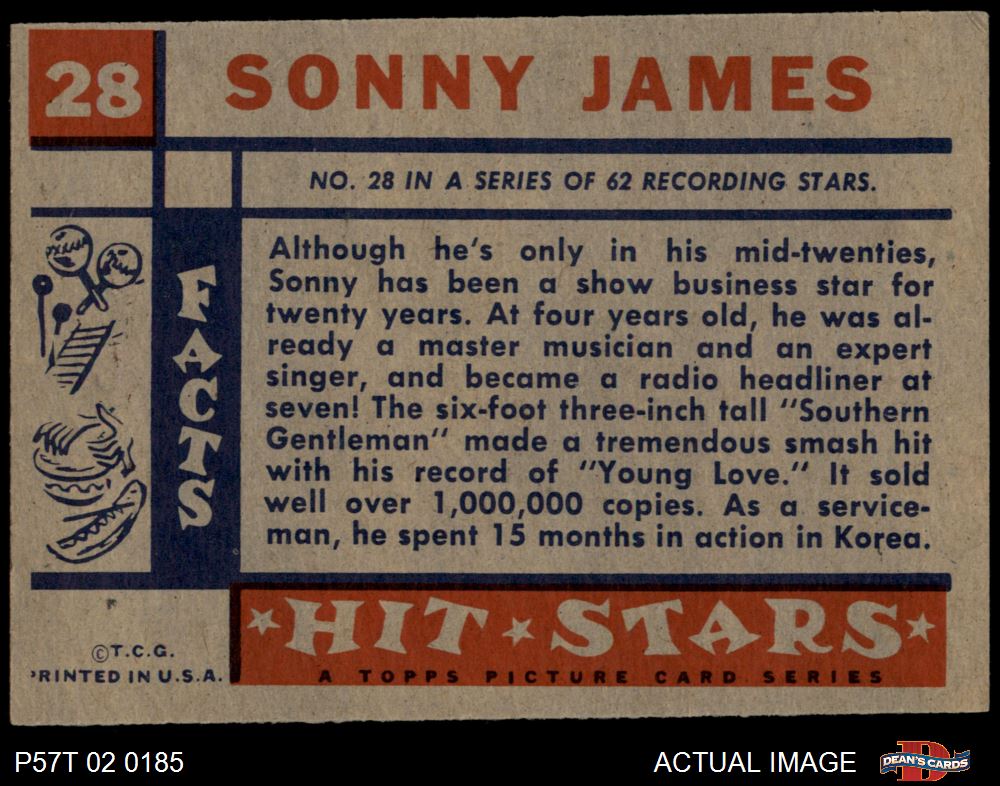 28
SONNY JAMES
NO. 28 IN A SERIES OF 62 RECORDING STARS.
FACTS
Although he's only in his mid-twenties,
Sonny has been a show business star for
twenty years. At four years old, he was al-
ready a master musician and an expert
singer, and became a radio headliner at
seven! The six-foot three-inch tall "Southern
Gentleman" made a tremendous smash hit
with his record of "Young Love." It sold
well over 1,000,000 copies. As a service-
man, he spent 15 months in action in Korea.
HIT STARS
A TOPPS PICTURE CARD SERIES
©T.C.G.
PRINTED IN U.S.A.
P57T 02 0185
ACTUAL IMAGE
D
DEAN'S CARDS